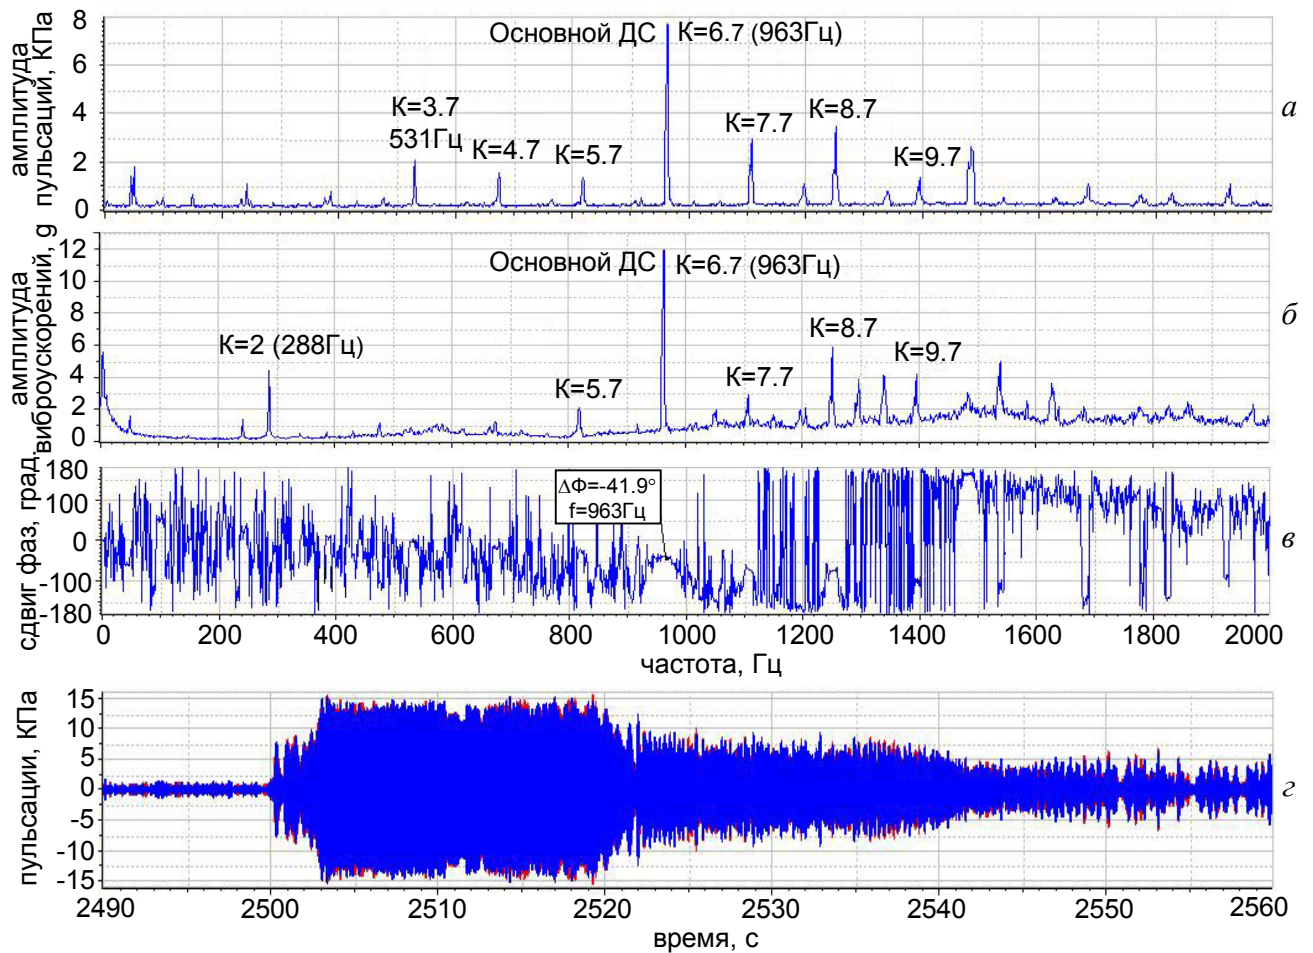 амплитуда
пульсаций, КПа
8
6
4
2
0
Основной ДС
К=6.7 (963Гц)
К=3.7
531Гц
К=4.7
К=5.7
К=7.7
К=8.7
К=9.7
а
амплитуда
виброускорений, g
12
10
8
6
4
2
0
Основной ДС
К=6.7 (963Гц)
К=2 (288Гц)
К=5.7
К=7.7
К=8.7
К=9.7
б
сдвиг фаз, град,
180
100
0
-100
-180
ΔФ=-41.9°
f=963Гц
в
0 200 400 600 800 1000 1200 1400 1600 1800 2000
частота, Гц
пульсации, КПа
15
10
5
0
-5
-10
-15
г
2490 2500 2510 2520 2530 2540 2550 2560
время, с